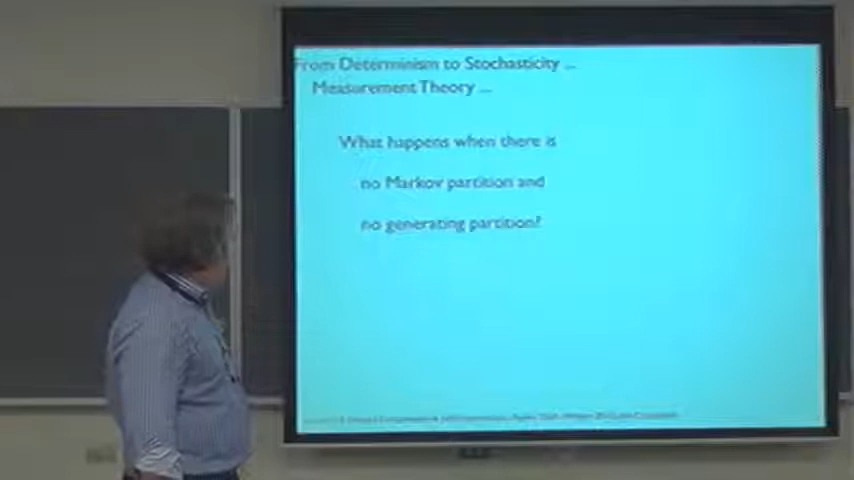 From Determinism to Stochasticity ...
Measurement Theory ...
What happens when there is
no Markov partition and
no generating partition?